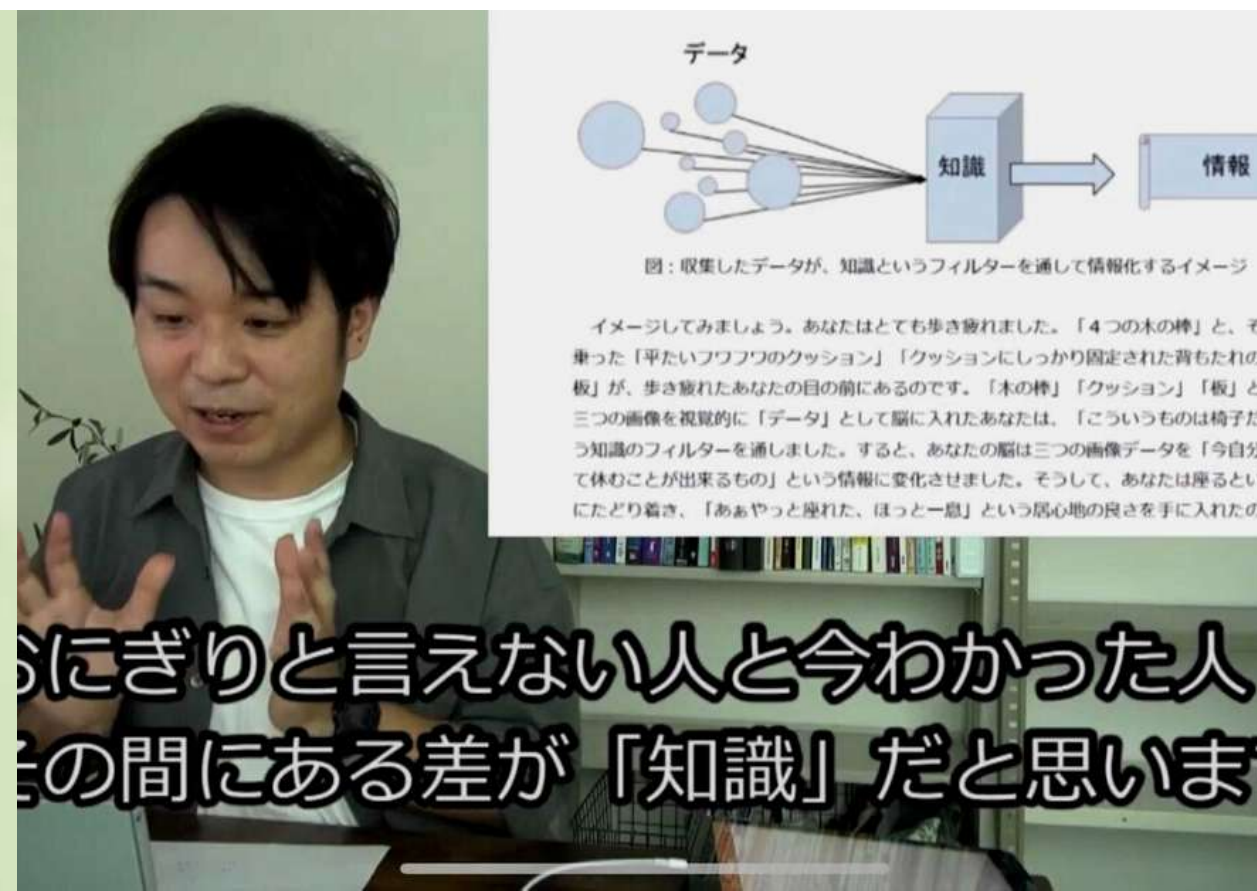 データ
知識
情報
図:収集したデータが、知識というフィルターを通して情報化するイメージ
イメージしてみましょう。あなたはとても歩き疲れました。「4つの木の棒」と、そ
乗った「平たいフワフワのクッション」「クッションにしっかり固定された背もたれの
板」が、歩き疲れたあなたの目の前にあるのです。「木の棒」「クッション」「板」と
三つの画像を視覚的に「データ」として脳に入れたあなたは、「こういうものは椅子だ
う知識のフィルターを通しました。すると、あなたの脳は三つの画像データを「今自分
て休むことが出来るもの」という情報に変化させました。そうして、あなたは座るとい
にたどり着き、「あぁやっと座れた、ほっと一息」という居心地の良さを手に入れたの
おにぎりと言えない人と今わかった人
その間にある差が「知識」だと思いま